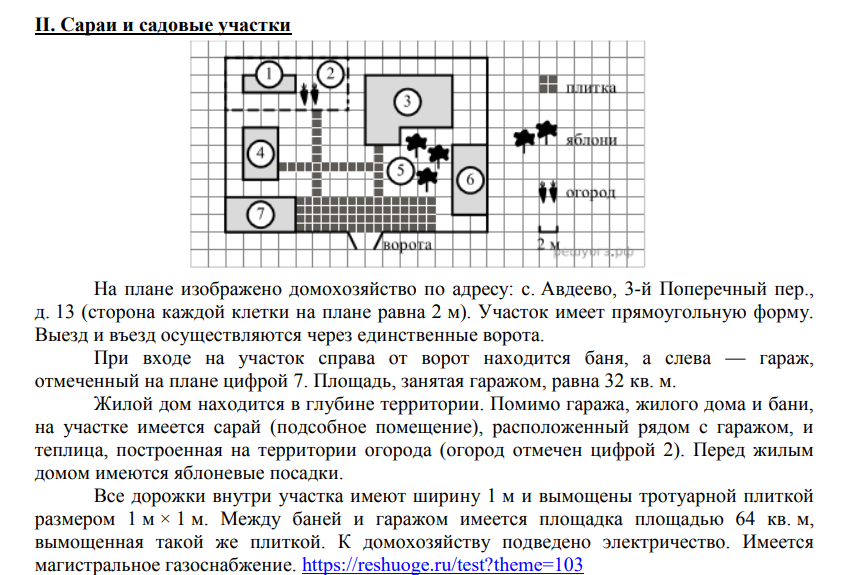 II. Сараи и садовые участки
1
2
3
4
5
6
7
плитка
яблони
огород
2 м
ворота
решуогэ.рф
На плане изображено домохозяйство по адресу: с. Авдеево, 3-й Поперечный пер.,
д. 13 (сторона каждой клетки на плане равна 2 м). Участок имеет прямоугольную форму.
Выезд и въезд осуществляются через единственные ворота.
При входе на участок справа от ворот находится баня, а слева — гараж,
отмеченный на плане цифрой 7. Площадь, занятая гаражом, равна 32 кв. м.
Жилой дом находится в глубине территории. Помимо гаража, жилого дома и бани,
на участке имеется сарай (подсобное помещение), расположенный рядом с гаражом, и
теплица, построенная на территории огорода (огород отмечен цифрой 2). Перед жилым
домом имеются яблоневые посадки.
Все дорожки внутри участка имеют ширину 1 м и вымощены тротуарной плиткой
размером 1 м × 1 м. Между баней и гаражом имеется площадка площадью 64 кв. м,
вымощенная такой же плиткой. К домохозяйству подведено электричество. Имеется
магистральное газоснабжение. https://reshuoge.ru/test?theme=103